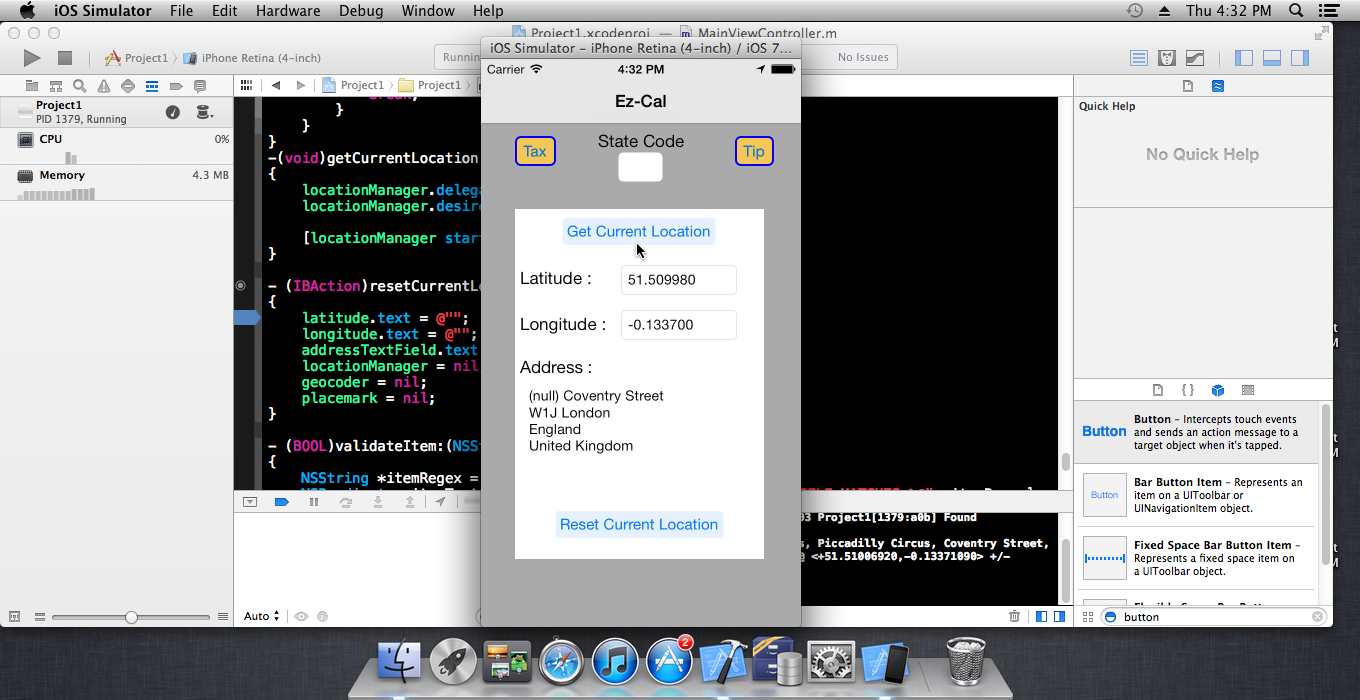 iOS Simulator File Edit Hardware Debug Window Help
Thu 4:32 PM
Project1.xcodeproj — MainViewController.m
Project1 iPhone Retina (4-inch)
No Issues
Project1 Project1
Project1
PID 1379, Running
CPU 0%
Memory 4.3 MB
}
}
}
-(void)getCurrentLocation
{
locationManager.
locationManager.
[locationManager
}
- (IBAction)
{
latitude.text = @"";
longitude.text = @"";
addressTextField.text
locationManager = nil
geocoder = nil;
placemark = nil;
}
- (BOOL)validateItem:
{
NSString *itemRegex =
Auto
iOS Simulator - iPhone Retina (4-inch) / iOS 7...
Carrier 4:32 PM
Ez-Cal
Tax State Code Tip
Get Current Location
Latitude : 51.509980
Longitude : -0.133700
Address :
(null) Coventry Street
W1J London
England
United Kingdom
Reset Current Location
Project1[1379:a0b] Found
, Piccadilly Circus, Coventry Street,
<+51.51006920,-0.13371090> +/-
Quick Help
No Quick Help
Button Button - Intercepts touch events
and sends an action message to a
target object when it's tapped.
Button Bar Button Item - Represents an
item on a UIToolbar or
UINavigationItem object.
Fixed Space Bar Button Item -
Represents a fixed space item on
a UIToolbar object.
button
2